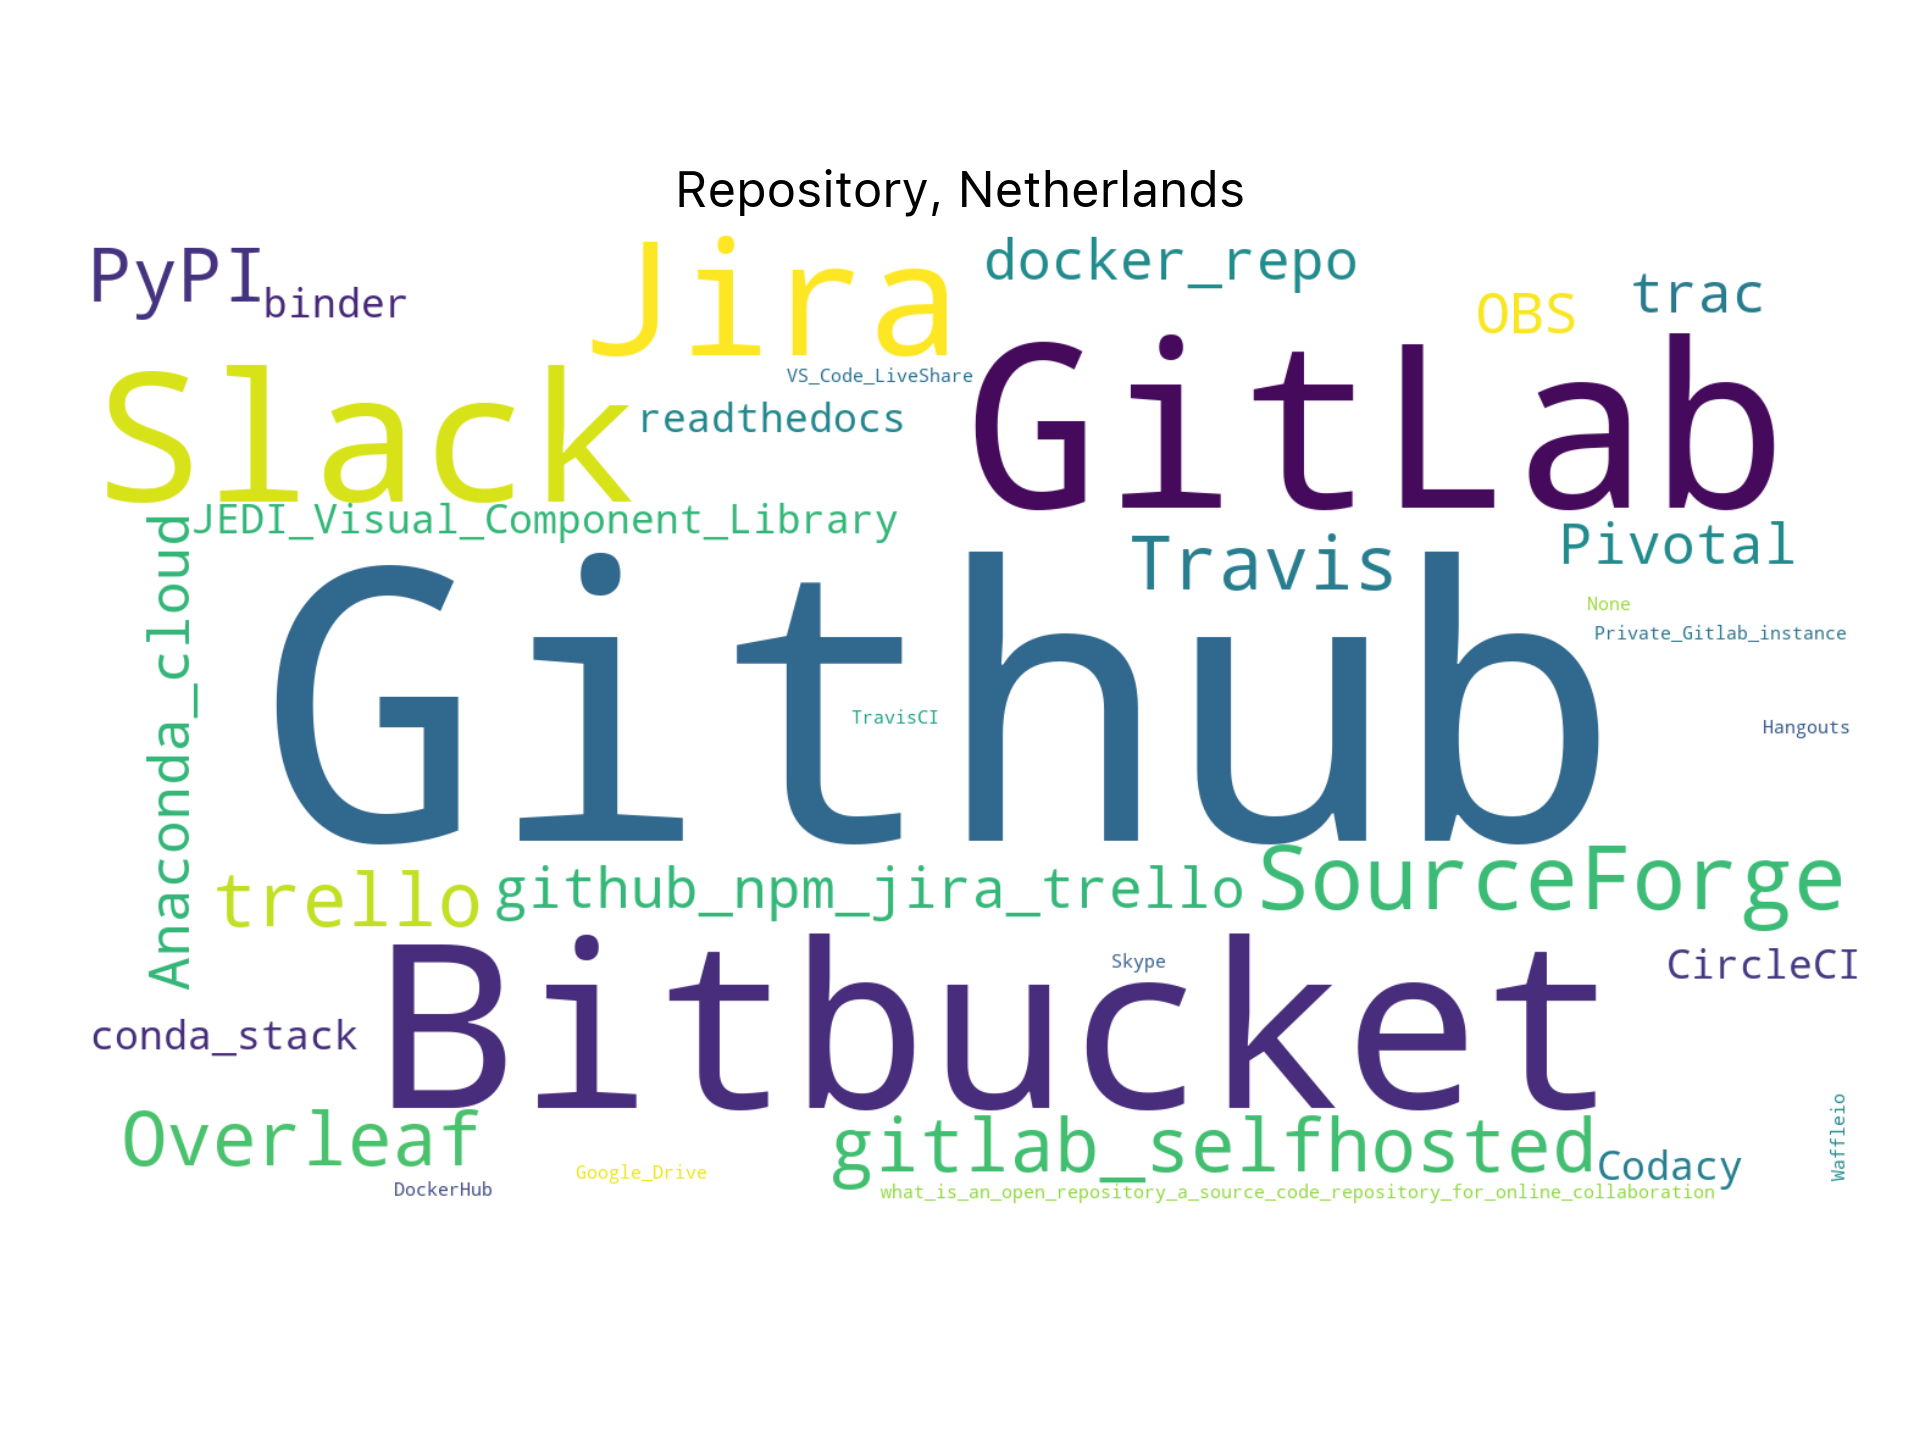 Repository, Netherlands
PyPI
binder
Jira
docker_repo
OBS
trac
Slack
VS_Code_LiveShare
readthedocs
GitLab
JEDI_Visual_Component_Library
Anaconda_cloud
Travis
Pivotal
None
Private_Gitlab_instance
Github
TravisCI
Hangouts
trello
github_npm_jira_trello
SourceForge
Bitbucket
Skype
CircleCI
conda_stack
Overleaf
DockerHub
Google_Drive
gitlab_selfhosted
Codacy
Waffleio
what_is_an_open_repository_a_source_code_repository_for_online_collaboration